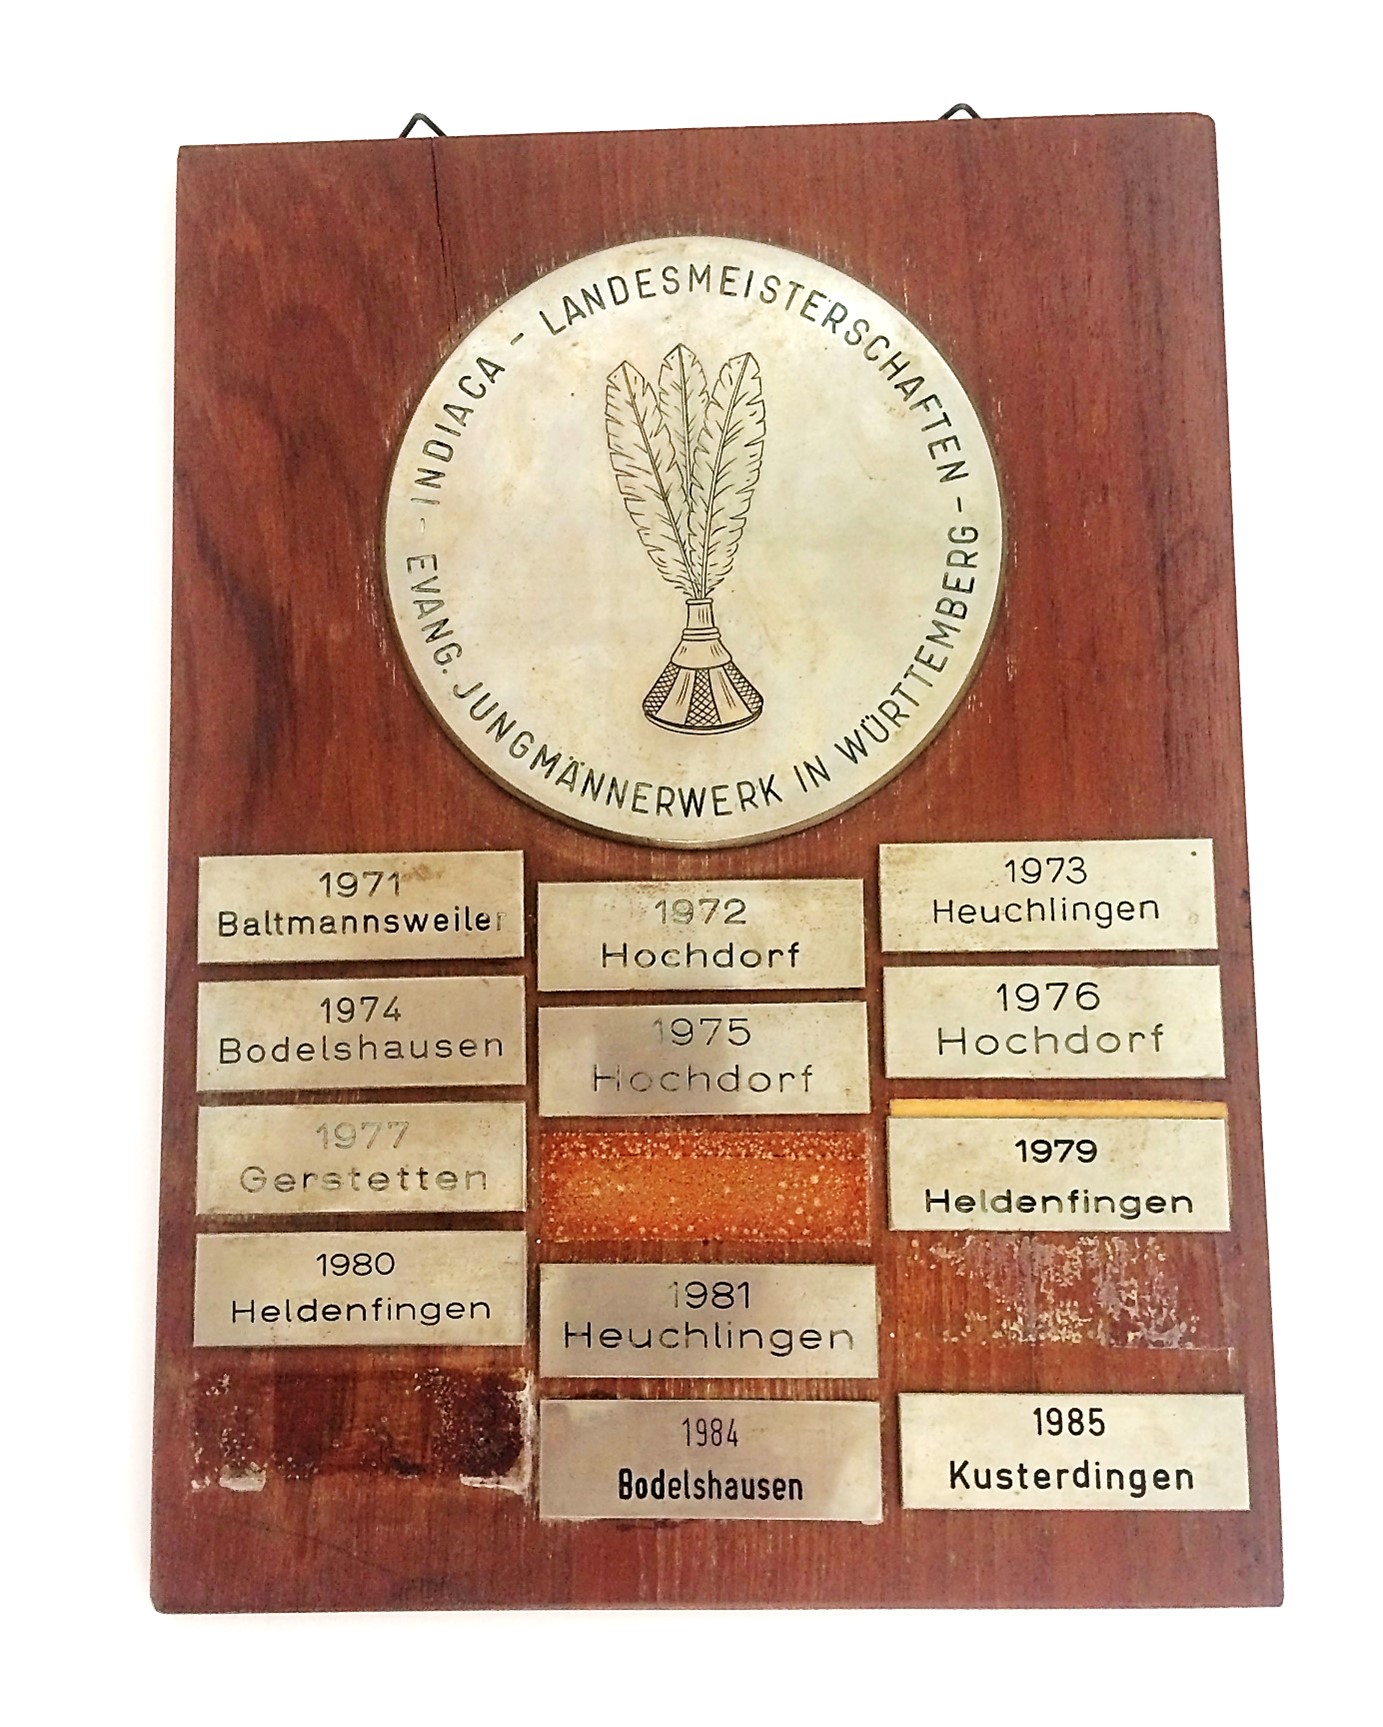 INDIACA - LANDESMEISTERSCHAFTEN -
EVANG. JUNGMÄNNERWERK IN WÜRTTEMBERG -
1971
Baltmannsweiler
1972
Hochdorf
1973
Heuchlingen
1974
Bodelshausen
1975
Hochdorf
1976
Hochdorf
1977
Gerstetten
1979
Heldenfingen
1980
Heldenfingen
1981
Heuchlingen
1984
Bodelshausen
1985
Kusterdingen